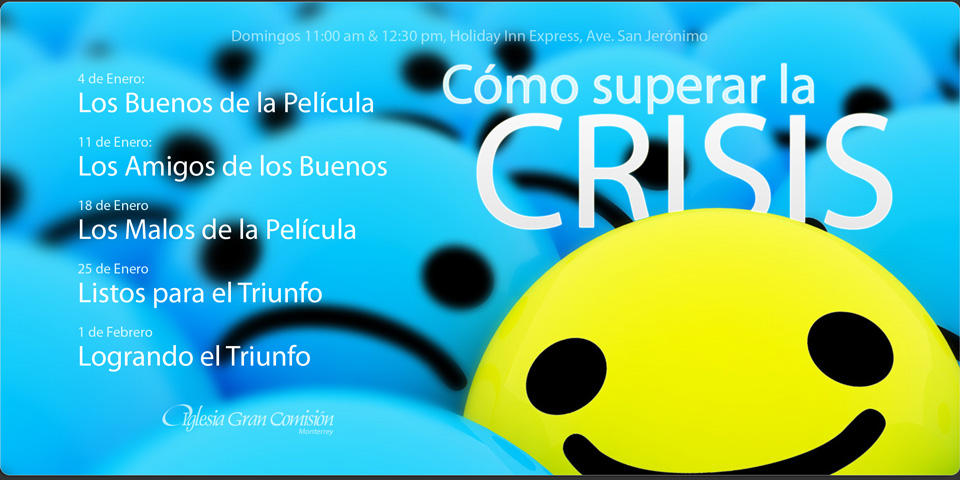 Domingos 11:00 am & 12:30 pm, Holiday Inn Express, Ave. San Jerónimo
Cómo superar la
CRISIS
4 de Enero:
Los Buenos de la Película
11 de Enero:
Los Amigos de los Buenos
18 de Enero
Los Malos de la Película
25 de Enero
Listos para el Triunfo
1 de Febrero
Logrando el Triunfo
Iglesia Gran Comisión
Monterrey